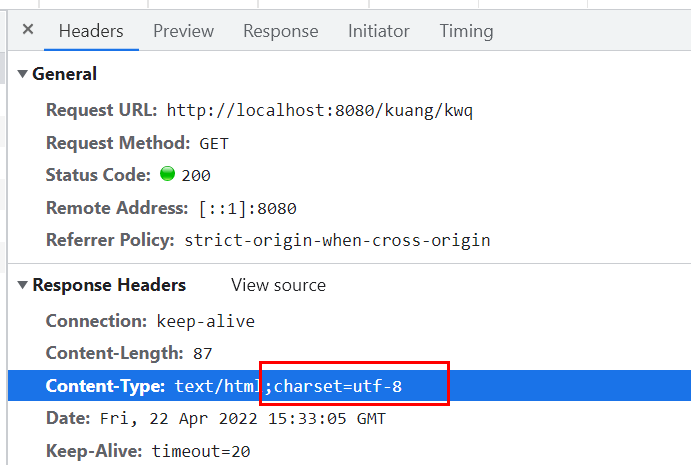 × Headers Preview Response Initiator Timing
▼ General
Request URL: http://localhost:8080/kuang/kwq
Request Method: GET
Status Code: 200
Remote Address: [::1]:8080
Referrer Policy: strict-origin-when-cross-origin
▼ Response Headers View source
Connection: keep-alive
Content-Length: 87
Content-Type: text/html;charset=utf-8
Date: Fri, 22 Apr 2022 15:33:05 GMT
Keep-Alive: timeout=20